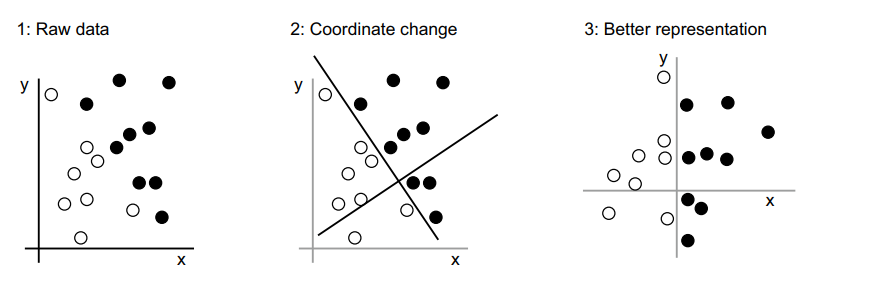 1: Raw data
2: Coordinate change
3: Better representation
y
x
y
x
y
x